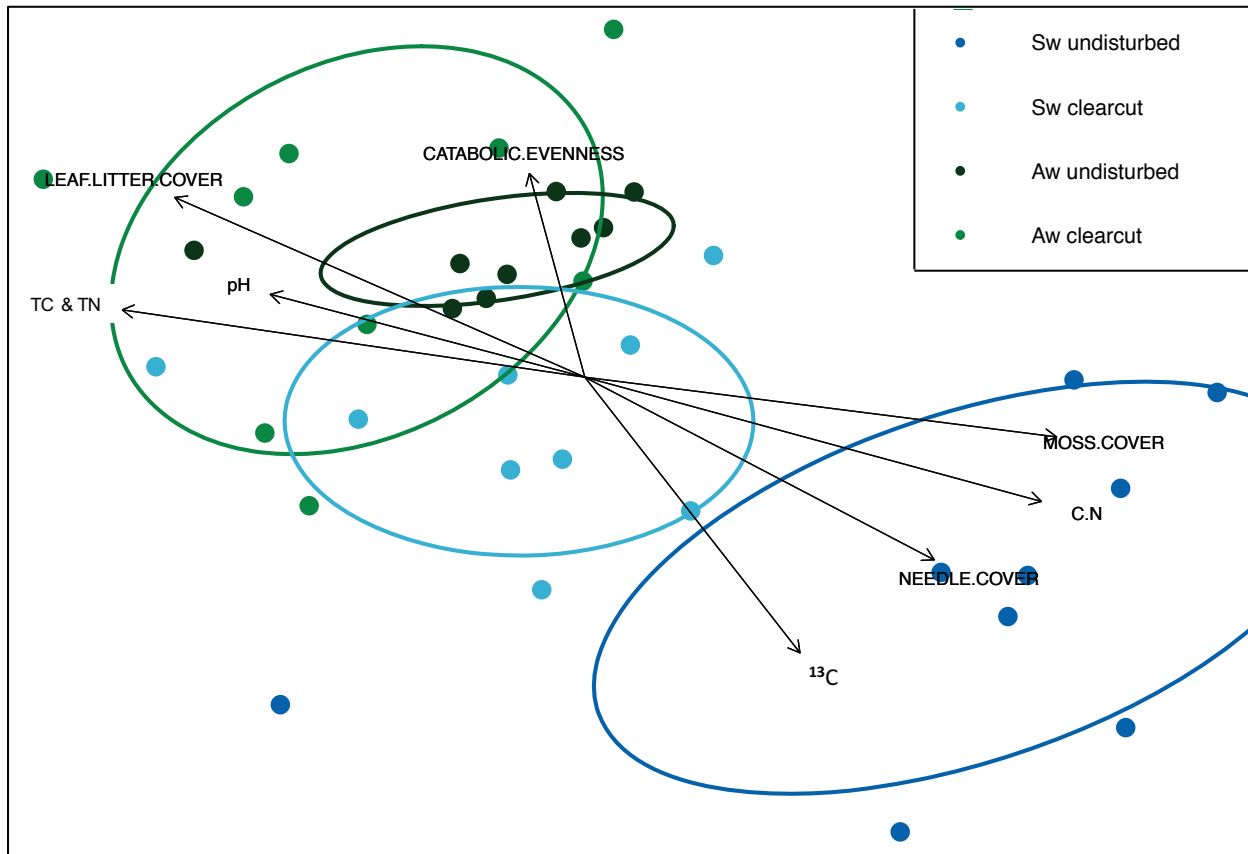 Sw undisturbed
Sw clearcut
Aw undisturbed
Aw clearcut
CATABOLIC.EVENNESS
LEAF.LITTER.COVER
pH
TC & TN
MOSS.COVER
C.N
NEEDLE.COVER
¹³C